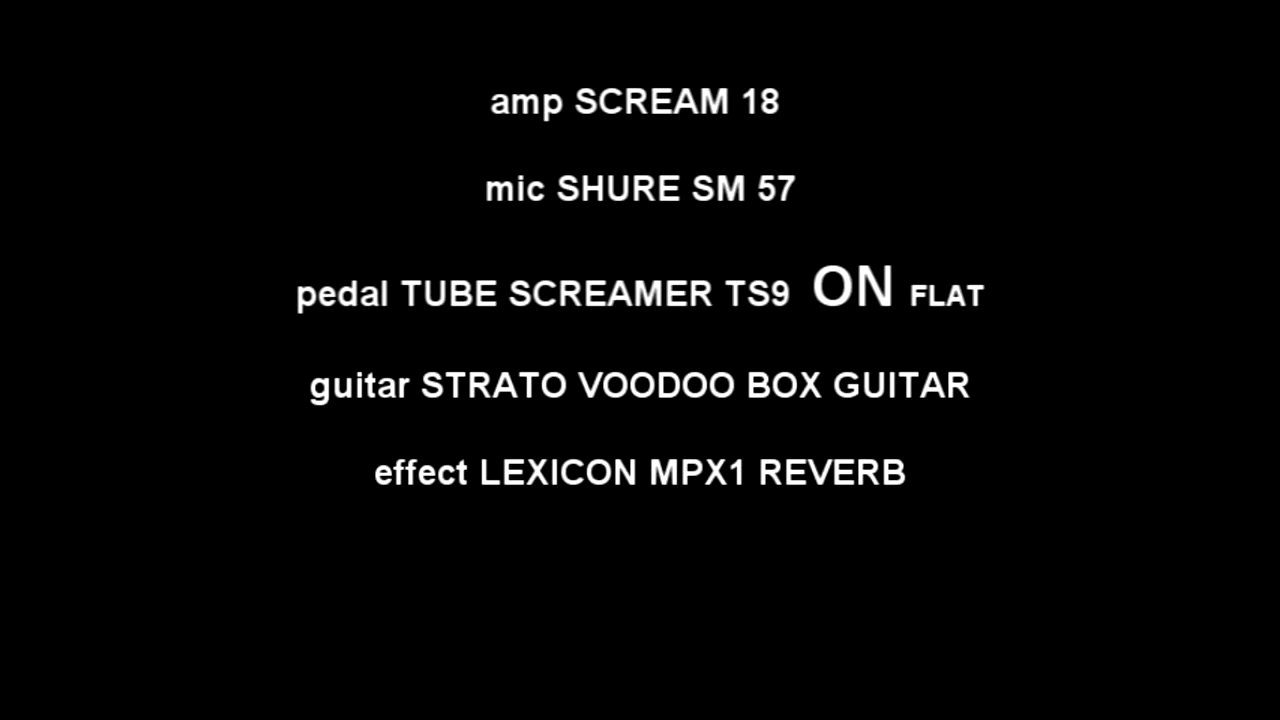 amp SCREAM 18
mic SHURE SM 57
pedal TUBE SCREAMER TS9 ON FLAT
guitar STRATO VOODOO BOX GUITAR
effect LEXICON MPX1 REVERB